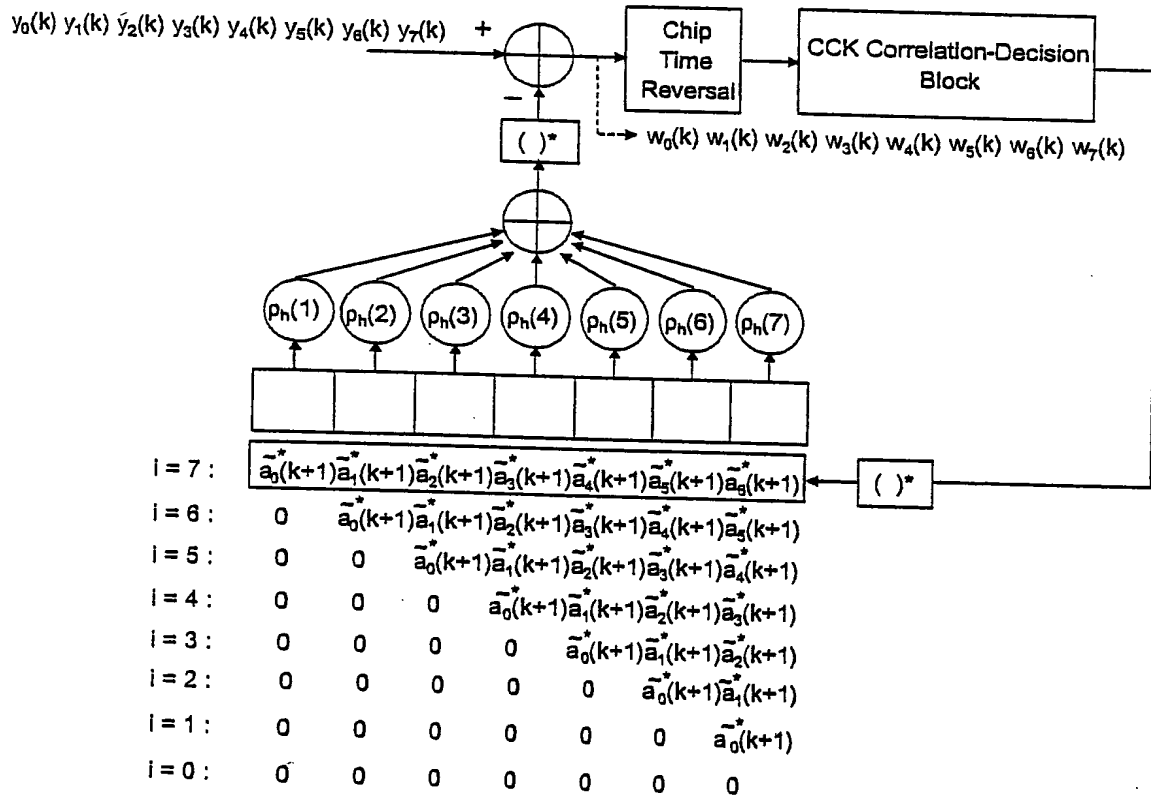 y₀(k) y₁(k) y₂(k) y₃(k) y₄(k) y₅(k) y₆(k) y₇(k)
+
−
Chip
Time
Reversal
CCK Correlation-Decision
Block
w₀(k) w₁(k) w₂(k) w₃(k) w₄(k) w₅(k) w₆(k) w₇(k)
( )*
ρₕ(1) ρₕ(2) ρₕ(3) ρₕ(4) ρₕ(5) ρₕ(6) ρₕ(7)
i = 7 : ã₀*(k+1) ã₁*(k+1) ã₂*(k+1) ã₃*(k+1) ã₄*(k+1) ã₅*(k+1) ã₆*(k+1)
( )*
i = 6 : 0 ã₀*(k+1) ã₁*(k+1) ã₂*(k+1) ã₃*(k+1) ã₄*(k+1) ã₅*(k+1)
i = 5 : 0 0 ã₀*(k+1) ã₁*(k+1) ã₂*(k+1) ã₃*(k+1) ã₄*(k+1)
i = 4 : 0 0 0 ã₀*(k+1) ã₁*(k+1) ã₂*(k+1) ã₃*(k+1)
i = 3 : 0 0 0 0 ã₀*(k+1) ã₁*(k+1) ã₂*(k+1)
i = 2 : 0 0 0 0 0 ã₀*(k+1) ã₁*(k+1)
i = 1 : 0 0 0 0 0 0 ã₀*(k+1)
i = 0 : 0 0 0 0 0 0 0